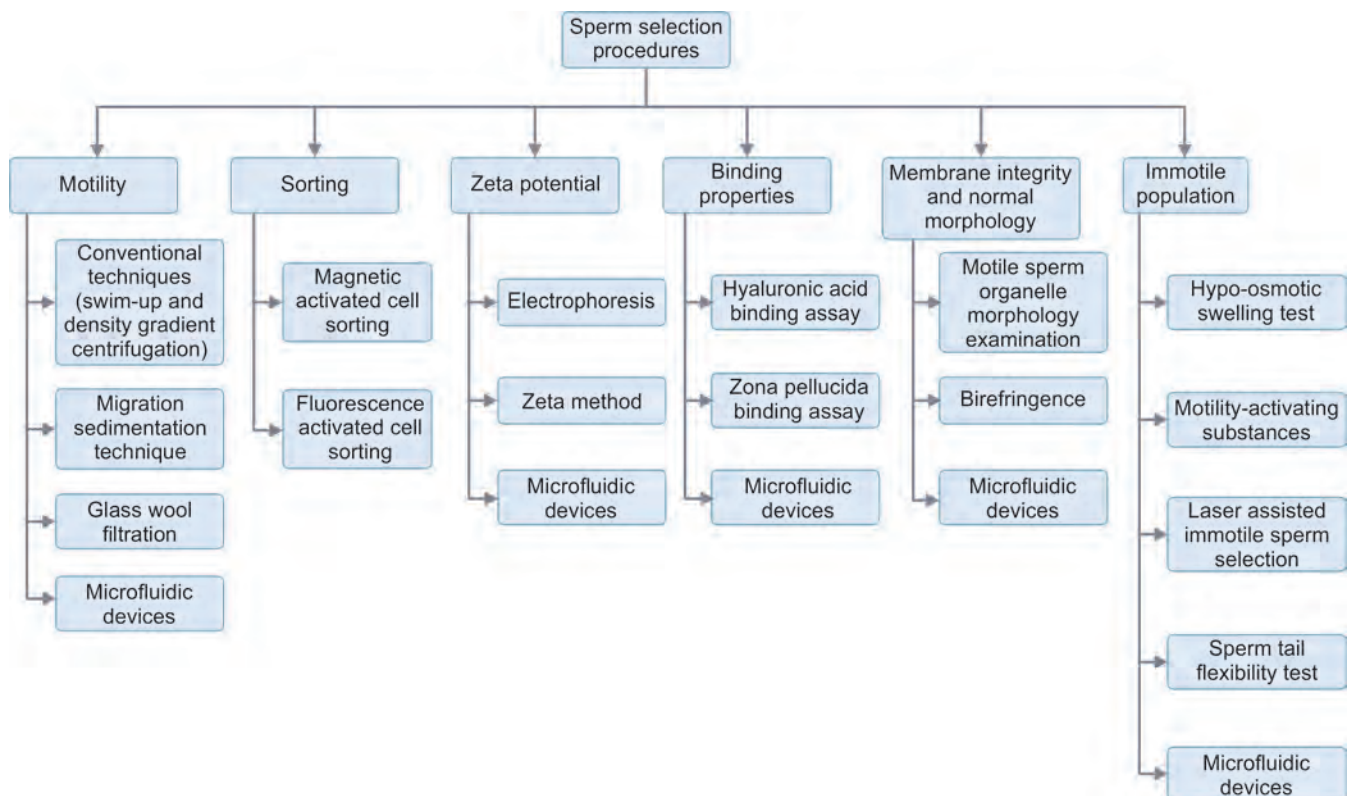 Sperm selection
procedures
Motility
Conventional
techniques
(swim-up and
density gradient
centrifugation)
Migration
sedimentation
technique
Glass wool
filtration
Microfluidic
devices
Sorting
Magnetic
activated cell
sorting
Fluorescence
activated cell
sorting
Zeta potential
Electrophoresis
Zeta method
Microfluidic
devices
Binding
properties
Hyaluronic acid
binding assay
Zona pellucida
binding assay
Microfluidic
devices
Membrane integrity
and normal
morphology
Motile sperm
organelle
morphology
examination
Birefringence
Microfluidic
devices
Immotile
population
Hypo-osmotic
swelling test
Motility-activating
substances
Laser assisted
immotile sperm
selection
Sperm tail
flexibility test
Microfluidic
devices